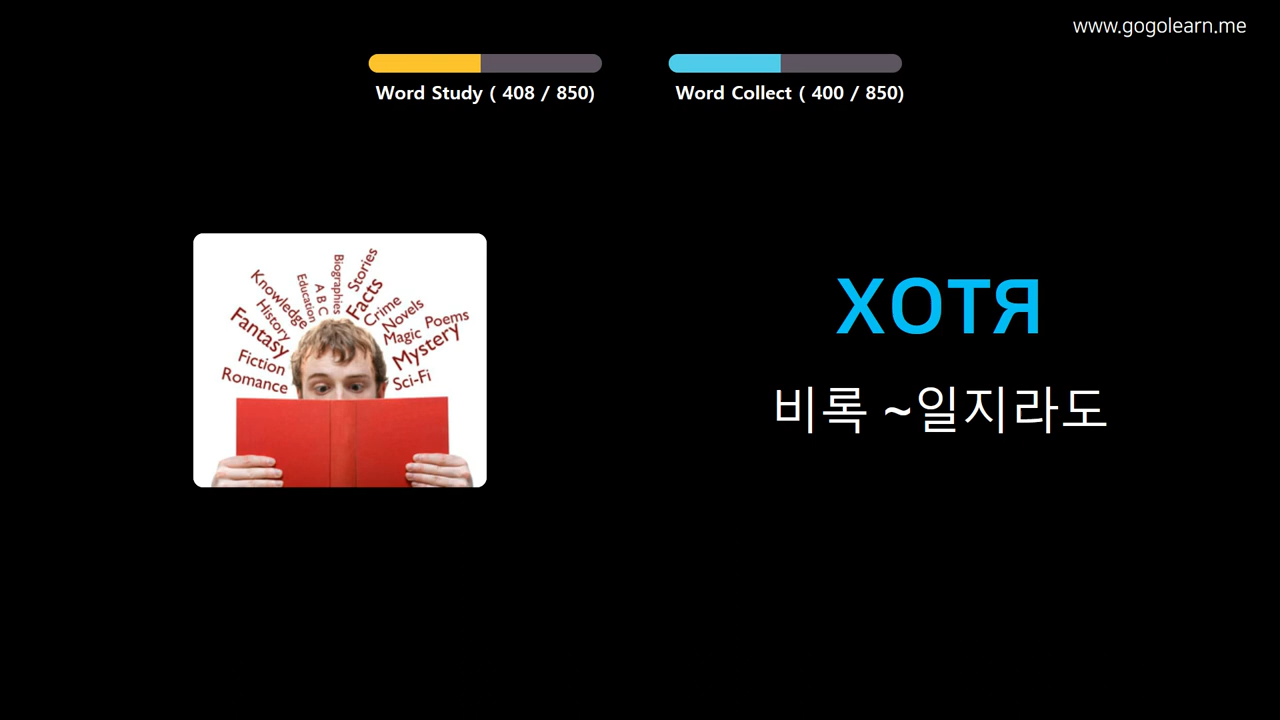 www.gogolearn.me
Word Study ( 408 / 850)
Word Collect ( 400 / 850)
Knowledge
History
Fantasy
Fiction
Romance
Education
A B C
Biographies
Stories
Facts
Crime
Novels
Magic
Poems
Mystery
Sci-Fi
хотя
비록 ~일지라도